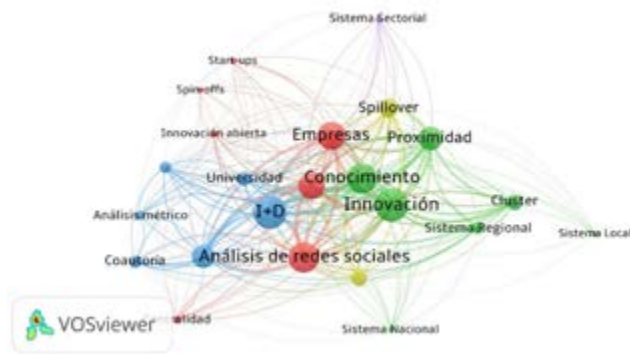 Sistema Sectorial
Start-ups
Spin-offs
Spillover
Innovación abierta
Empresas
Proximidad
Universidad
Conocimiento
I+D
Innovación
Cluster
Análisis métrico
Sistema Regional
Sistema Local
Coautoría
Análisis de redes sociales
VOSviewer
Sistema Nacional